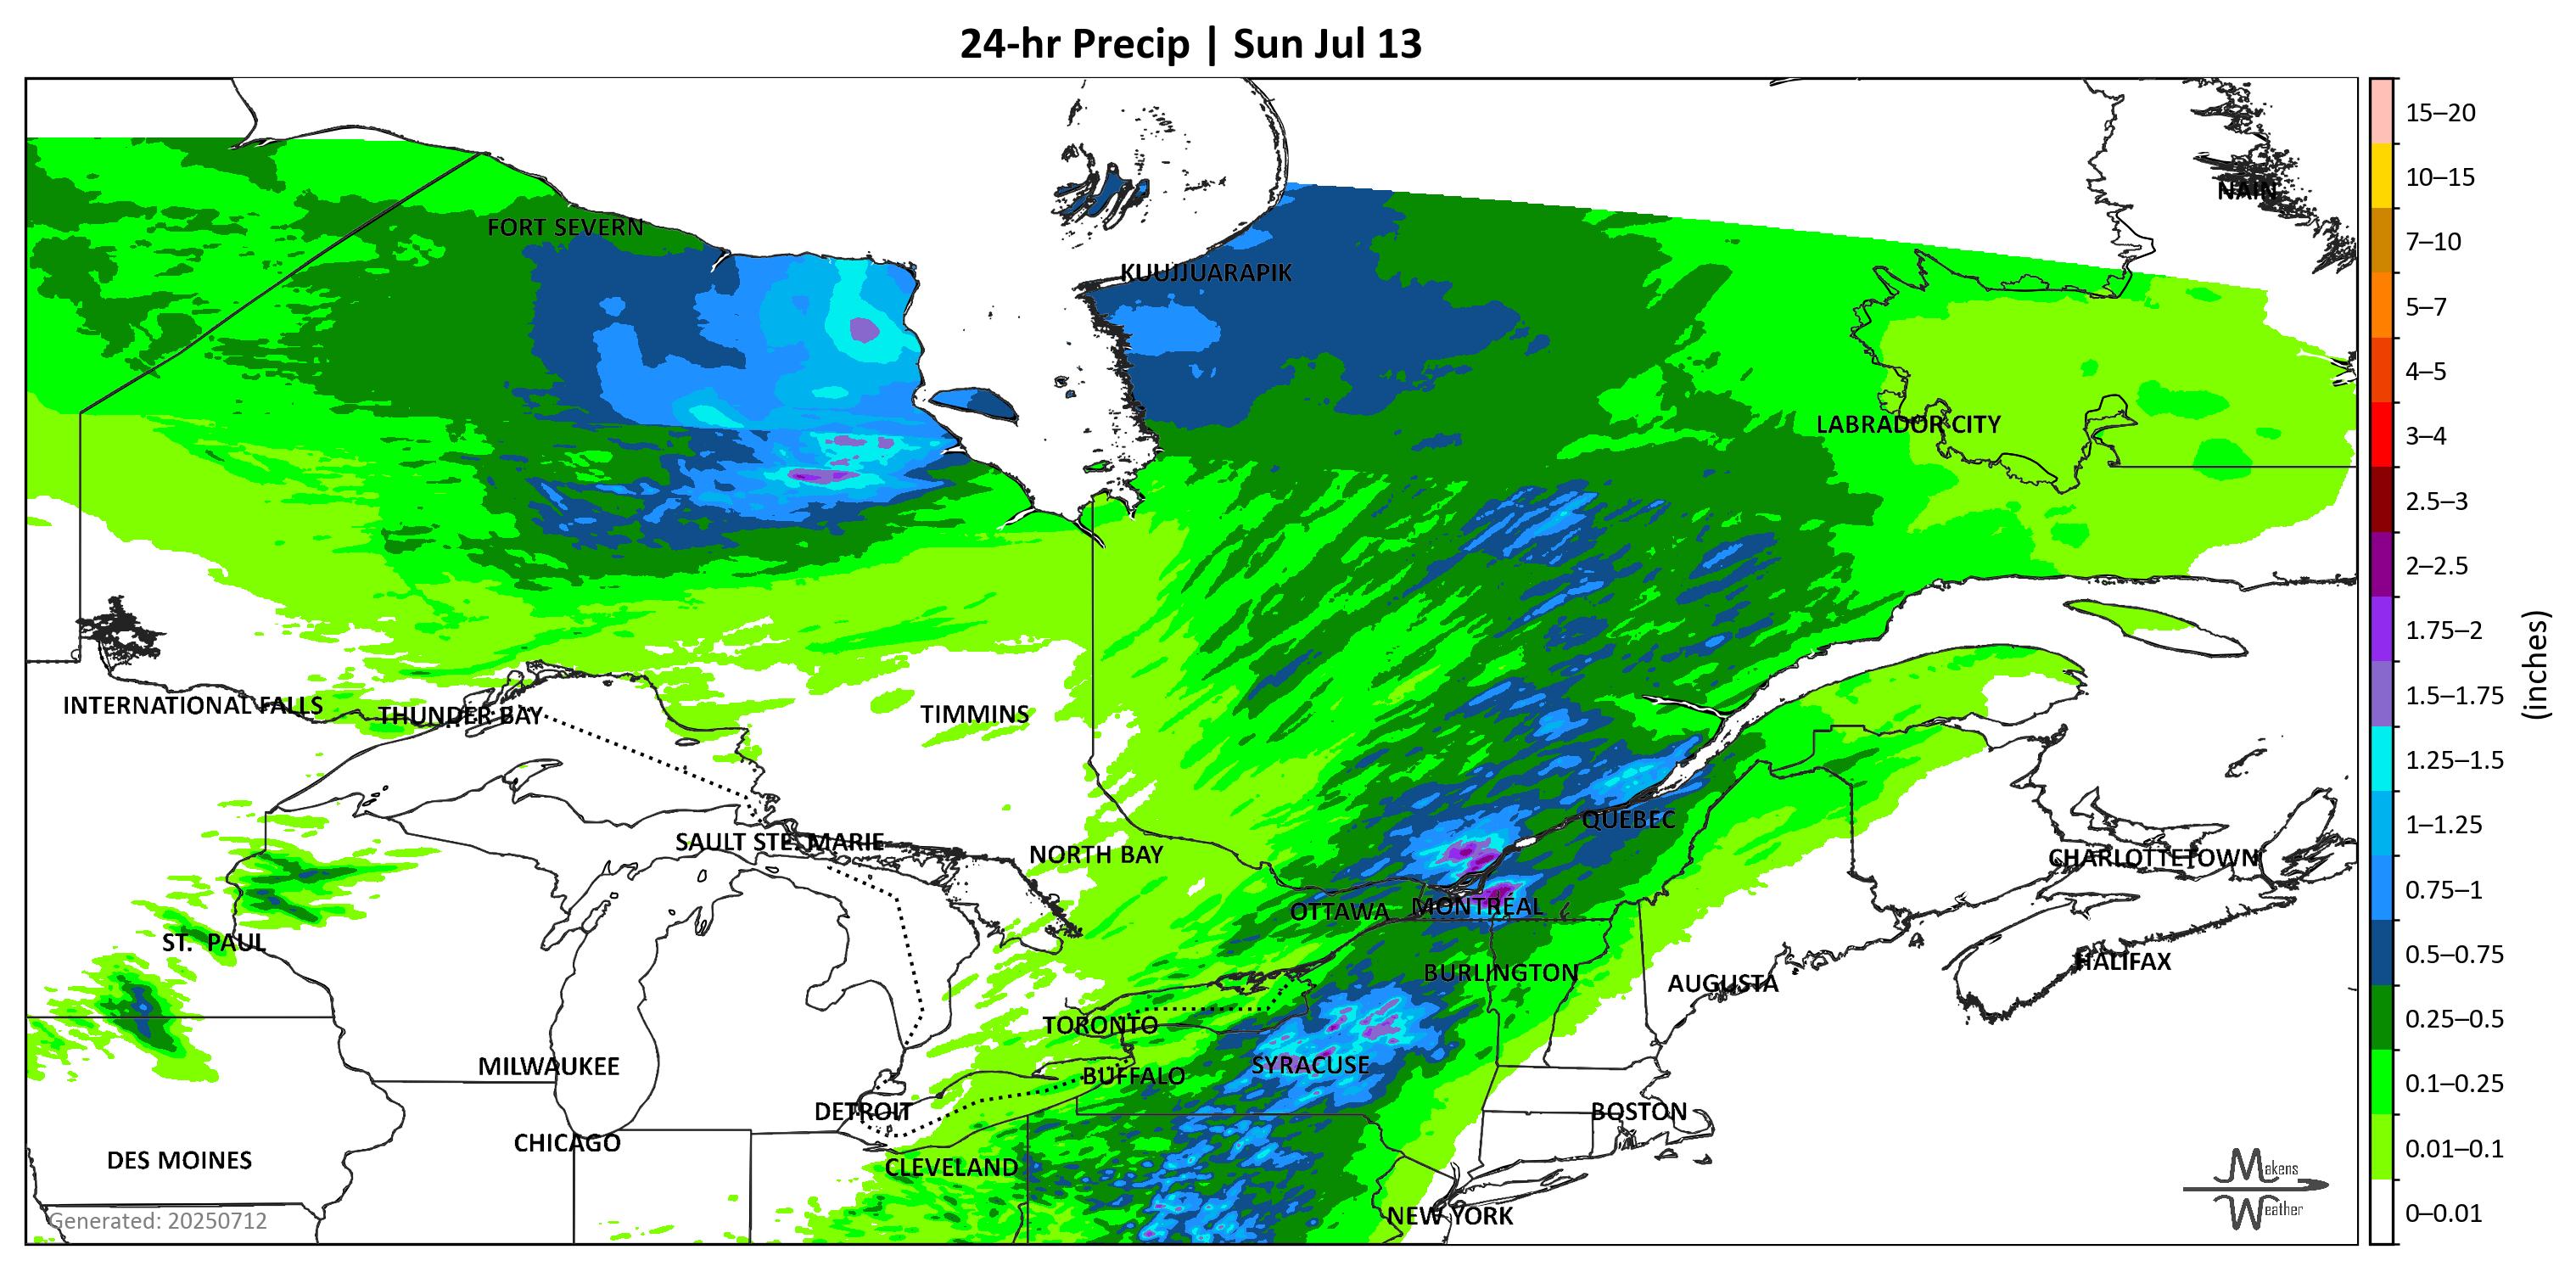 24-hr Precip | Sun Jul 13
NAIN
FORT SEVERN
KUUJJUARAPIK
LABRADOR CITY
INTERNATIONAL FALLS
THUNDER BAY
TIMMINS
QUEBEC
SAULT STE. MARIE
NORTH BAY
CHARLOTTETOWN
OTTAWA
MONTRÉAL
ST. PAUL
HALIFAX
BURLINGTON
AUGUSTA
TORONTO
SYRACUSE
MILWAUKEE
BUFFALO
DETROIT
BOSTON
CHICAGO
DES MOINES
CLEVELAND
NEW YORK
Generated: 20250712
Makens
Weather
15–20
10–15
7–10
5–7
4–5
3–4
2.5–3
2–2.5
1.75–2
1.5–1.75
1.25–1.5
1–1.25
0.75–1
0.5–0.75
0.25–0.5
0.1–0.25
0.01–0.1
0–0.01
(inches)